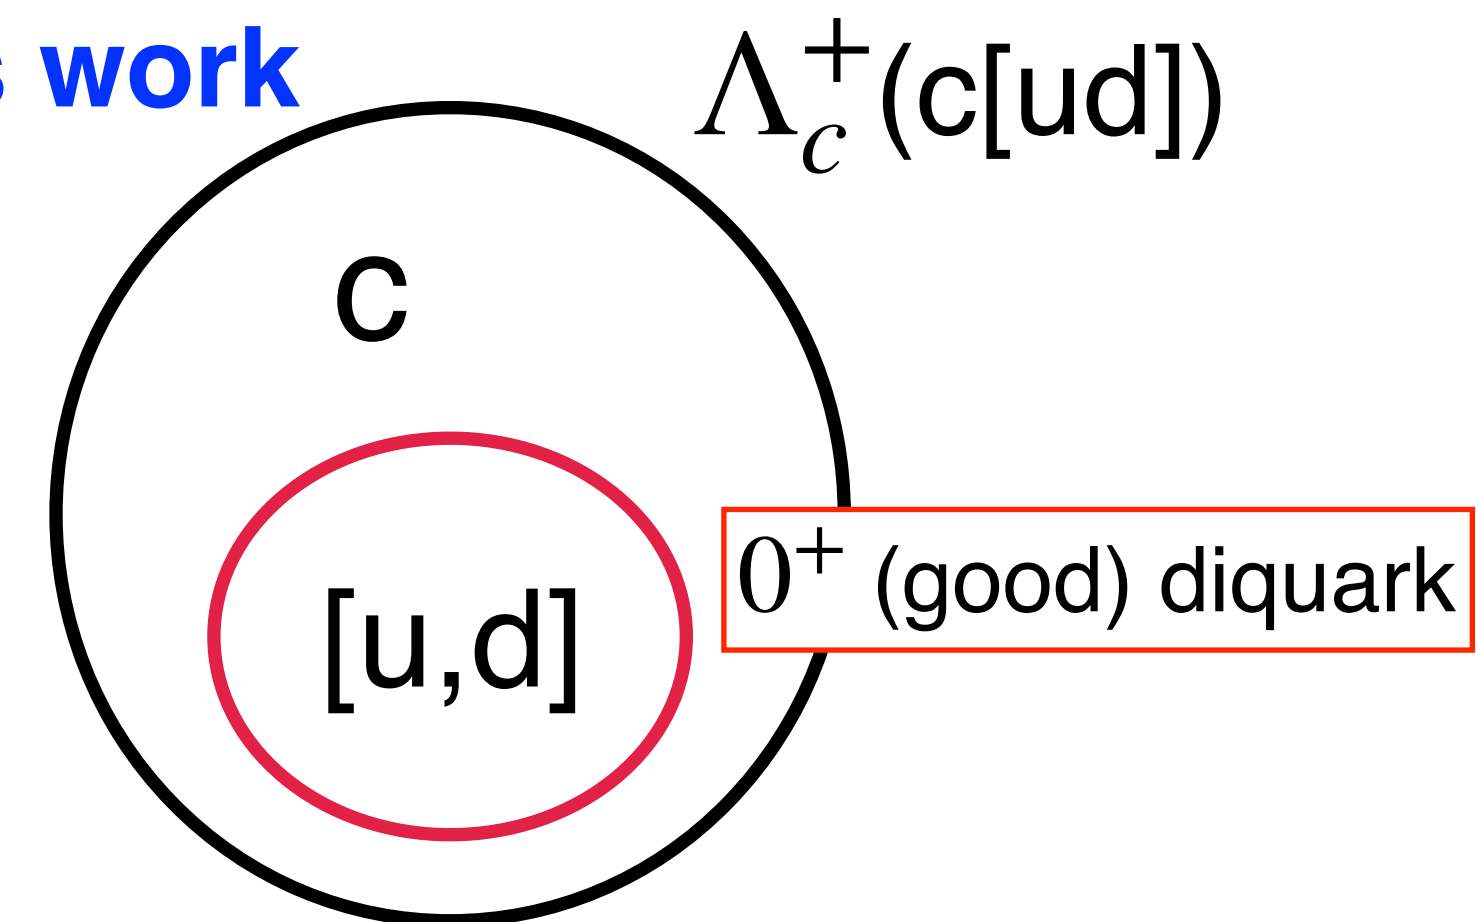 work
Λ_c^+(c[ud])
c
0^+ (good) diquark
[u,d]